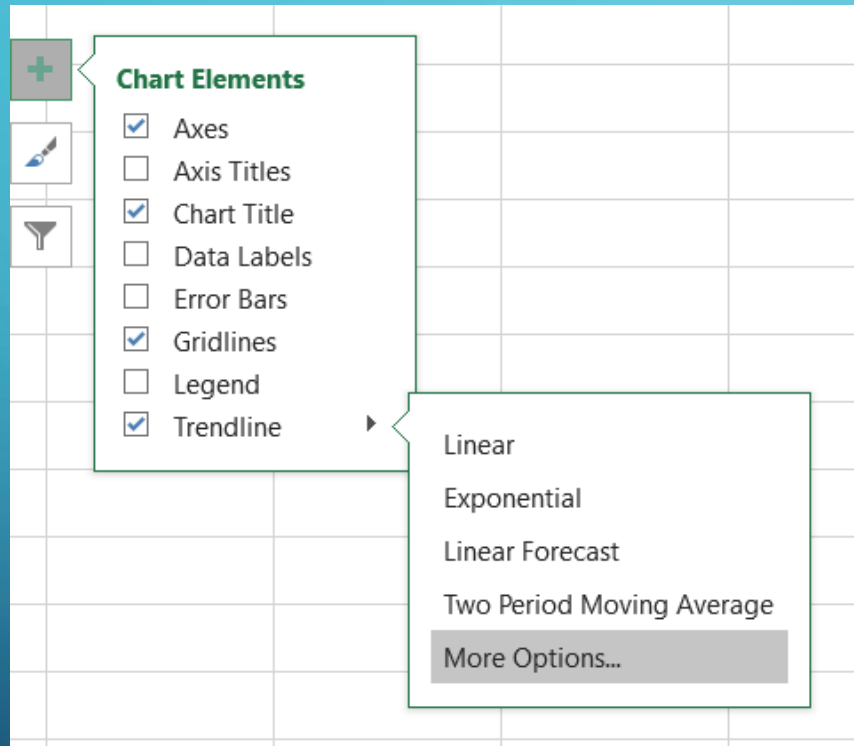 Chart Elements
Axes
Axis Titles
Chart Title
Data Labels
Error Bars
Gridlines
Legend
Trendline
Linear
Exponential
Linear Forecast
Two Period Moving Average
More Options...